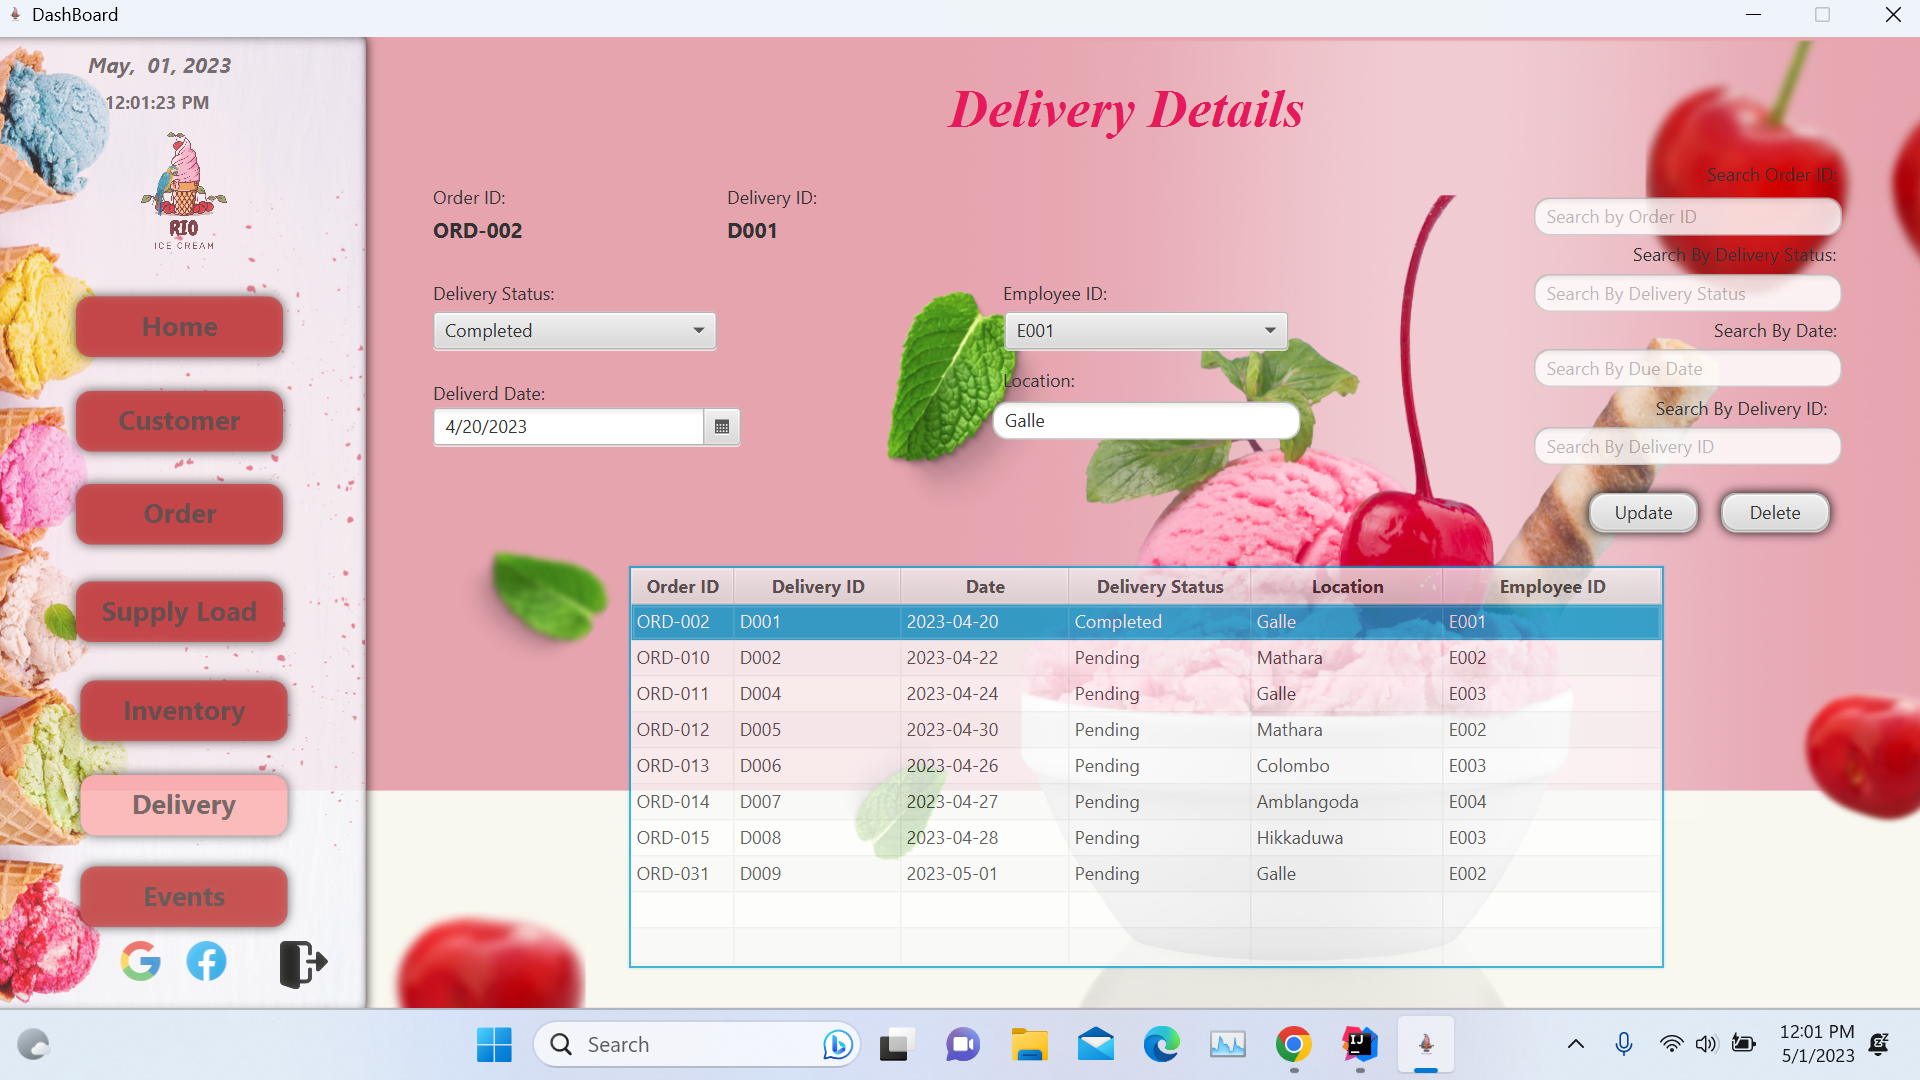 DashBoard
May, 01, 2023
12:01:23 PM
RIO
ICE CREAM
Home
Customer
Order
Supply Load
Inventory
Delivery
Events
Delivery Details
Order ID:
ORD-002
Delivery ID:
D001
Delivery Status:
Completed
Employee ID:
E001
Deliverd Date:
4/20/2023
Location:
Galle
Search Order ID:
Search by Order ID
Search By Delivery Status:
Search By Delivery Status
Search By Date:
Search By Due Date
Search By Delivery ID:
Search By Delivery ID
Update Delete
Order ID Delivery ID Date Delivery Status Location Employee ID
ORD-002 D001 2023-04-20 Completed Galle E001
ORD-010 D002 2023-04-22 Pending Mathara E002
ORD-011 D004 2023-04-24 Pending Galle E003
ORD-012 D005 2023-04-30 Pending Mathara E002
ORD-013 D006 2023-04-26 Pending Colombo E003
ORD-014 D007 2023-04-27 Pending Amblangoda E004
ORD-015 D008 2023-04-28 Pending Hikkaduwa E003
ORD-031 D009 2023-05-01 Pending Galle E002
Search
IJ
12:01 PM
5/1/2023